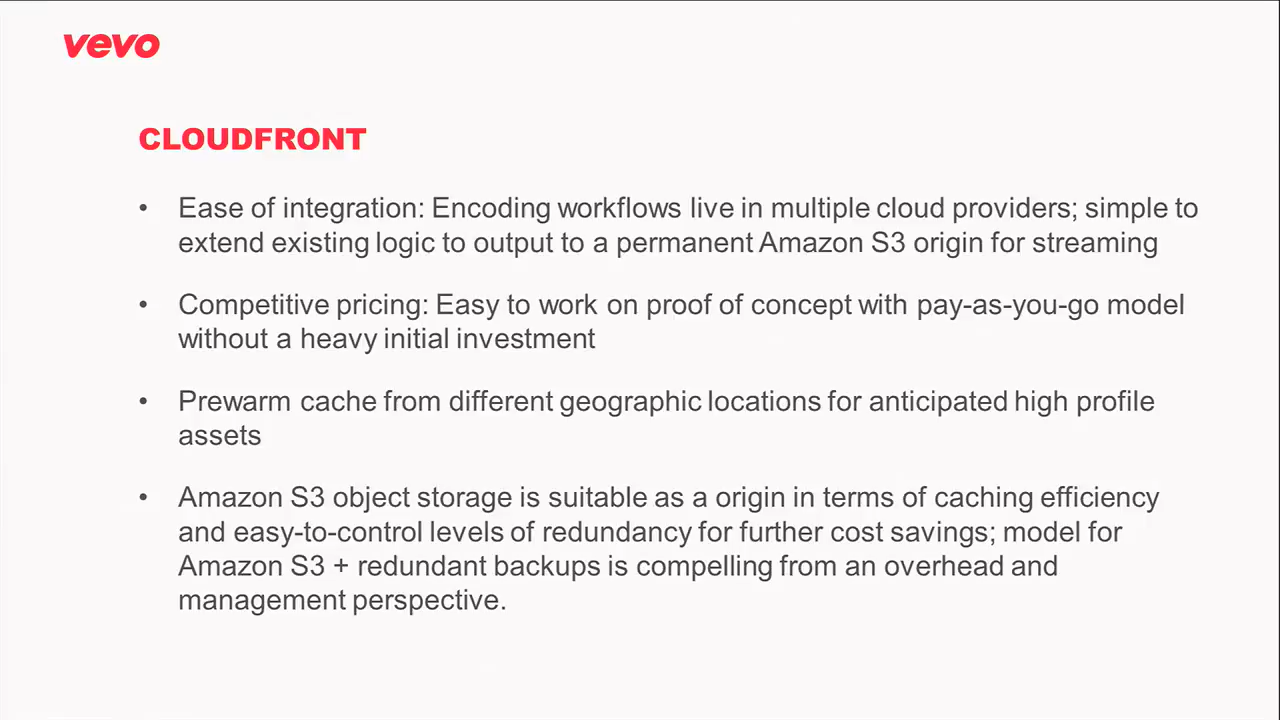 vevo
CLOUDFRONT
• Ease of integration: Encoding workflows live in multiple cloud providers; simple to
extend existing logic to output to a permanent Amazon S3 origin for streaming
• Competitive pricing: Easy to work on proof of concept with pay-as-you-go model
without a heavy initial investment
• Prewarm cache from different geographic locations for anticipated high profile
assets
• Amazon S3 object storage is suitable as a origin in terms of caching efficiency
and easy-to-control levels of redundancy for further cost savings; model for
Amazon S3 + redundant backups is compelling from an overhead and
management perspective.